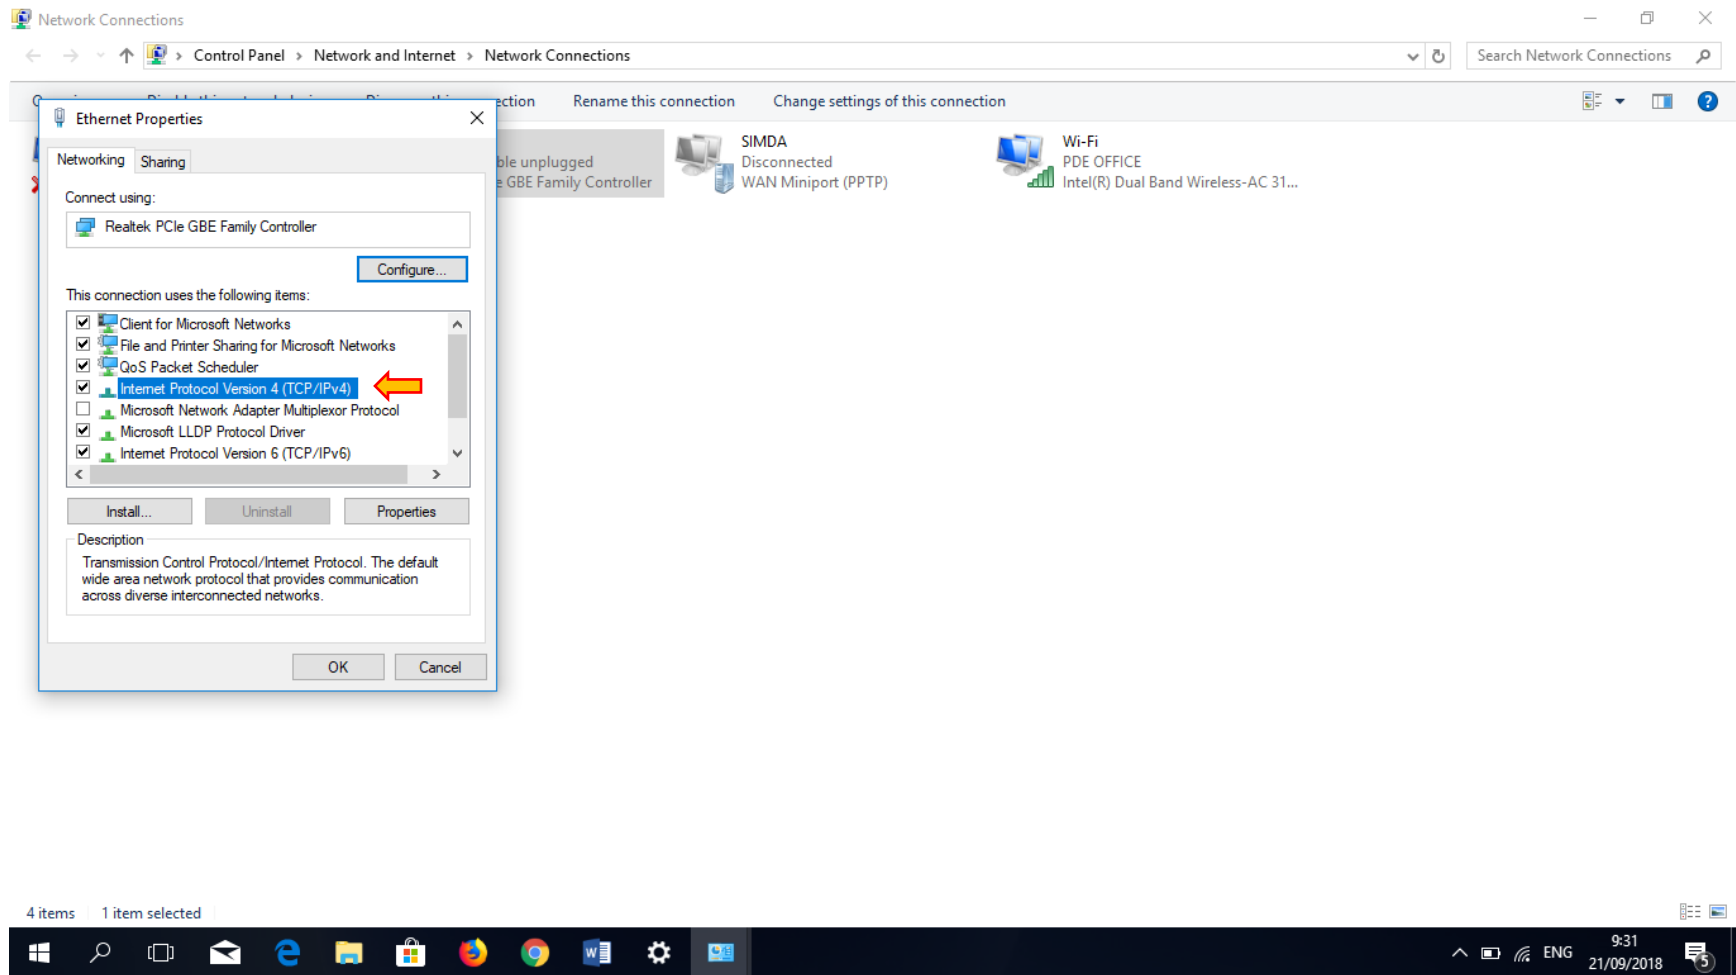 Network Connections
Control Panel > Network and Internet > Network Connections
Search Network Connections
ection Rename this connection Change settings of this connection
Ethernet Properties
Networking Sharing
Connect using:
Realtek PCIe GBE Family Controller
Configure...
This connection uses the following items:
Client for Microsoft Networks
File and Printer Sharing for Microsoft Networks
QoS Packet Scheduler
Internet Protocol Version 4 (TCP/IPv4)
Microsoft Network Adapter Multiplexor Protocol
Microsoft LLDP Protocol Driver
Internet Protocol Version 6 (TCP/IPv6)
Install... Uninstall Properties
Description
Transmission Control Protocol/Internet Protocol. The default
wide area network protocol that provides communication
across diverse interconnected networks.
OK Cancel
ble unplugged
e GBE Family Controller
SIMDA
Disconnected
WAN Miniport (PPTP)
Wi-Fi
PDE OFFICE
Intel(R) Dual Band Wireless-AC 31...
4 items 1 item selected
ENG
9:31
21/09/2018
5